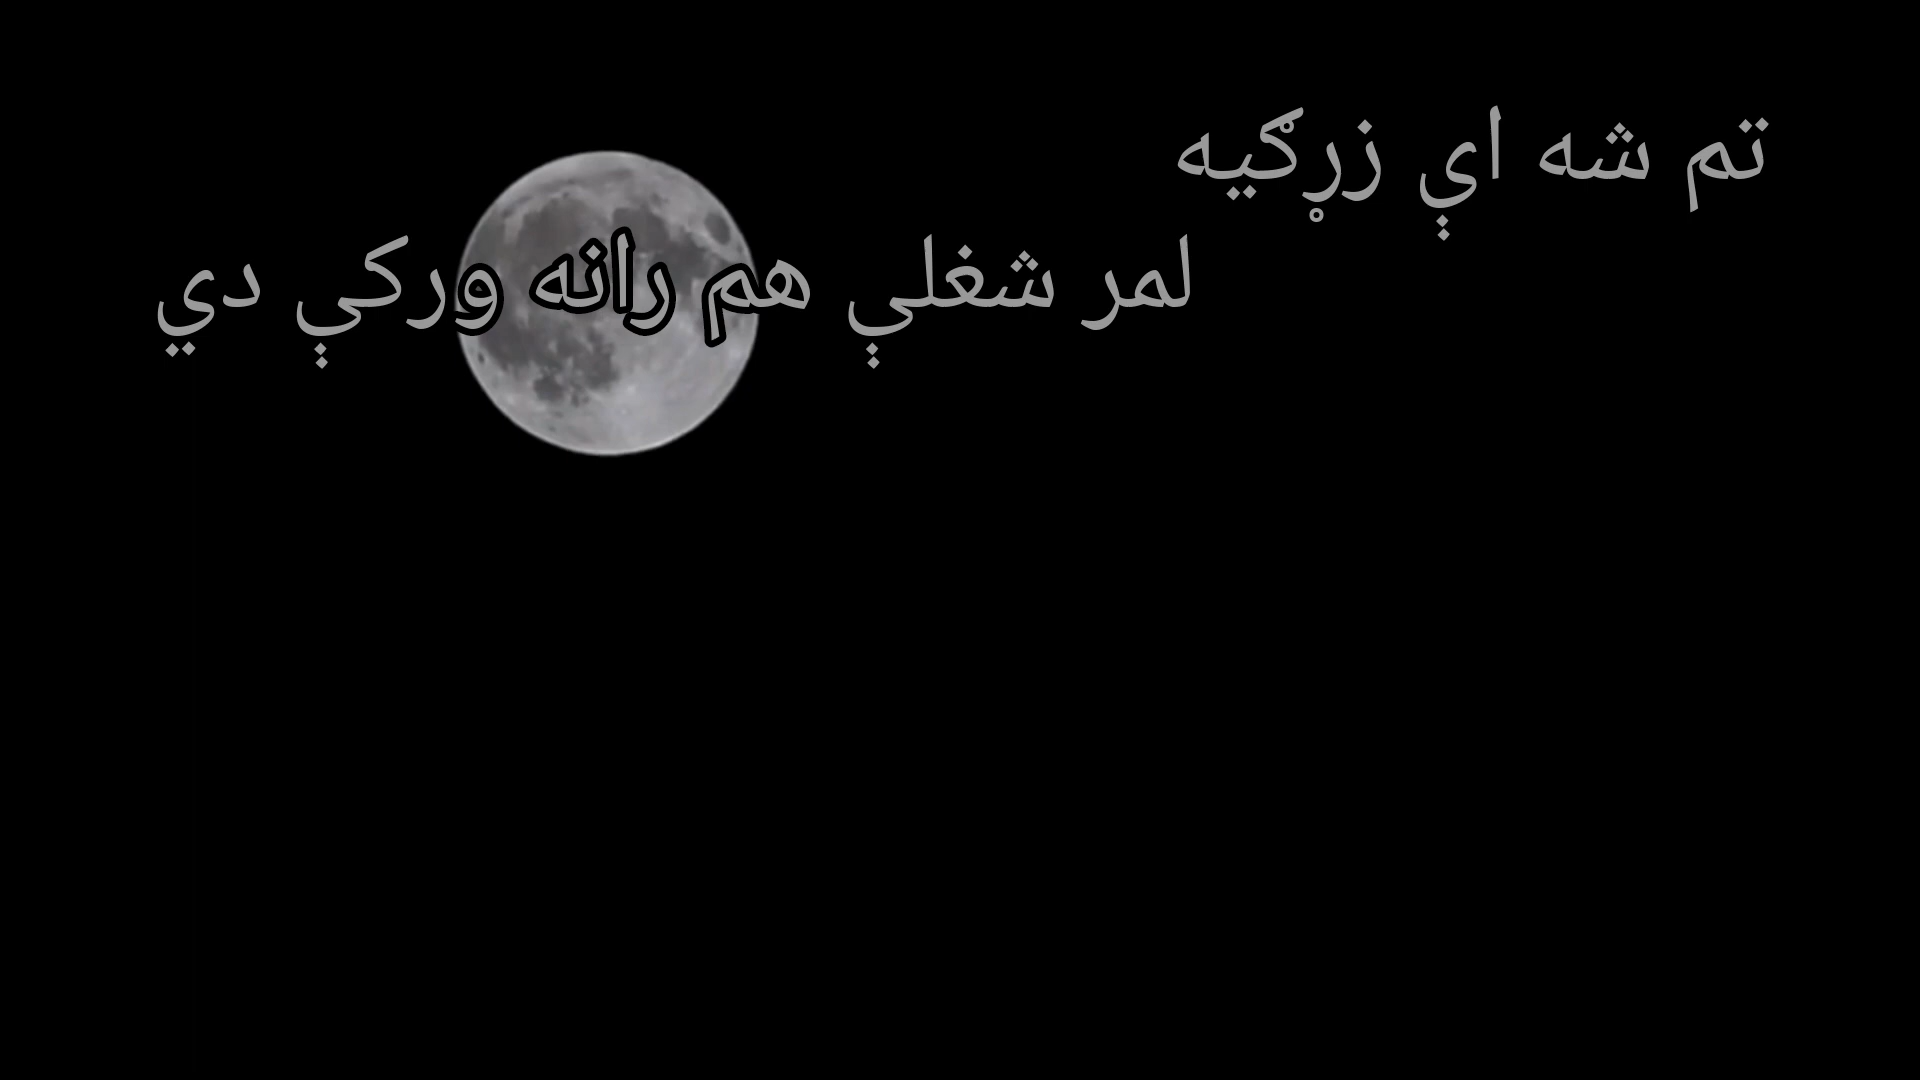 تم شه اې زړګیه
لمر شغلې هم رانه ورکې دي